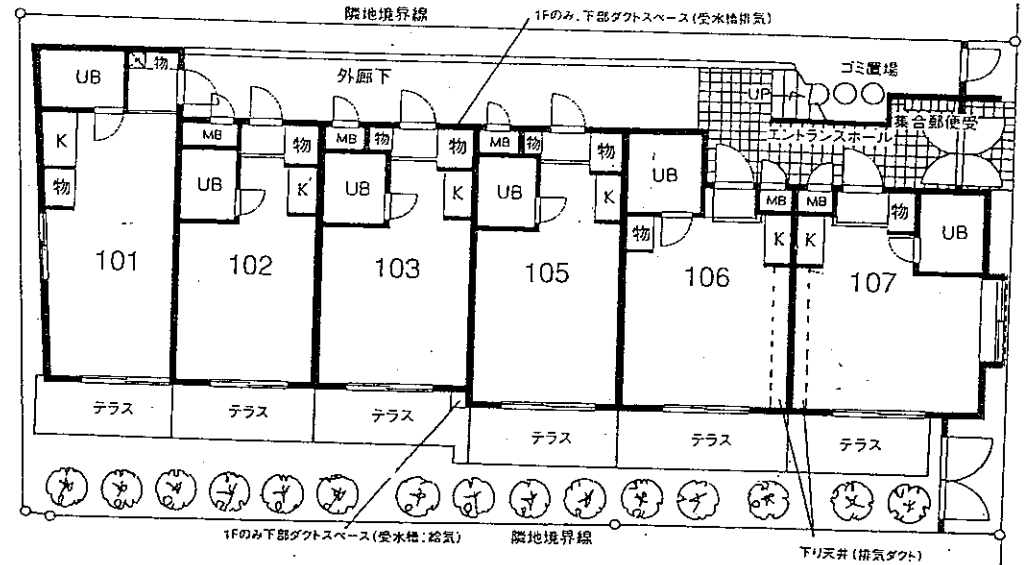 隣地境界線
1Fのみ、下部ダクトスペース(受水槽排気)
外廊下
ゴミ置場
UP
エントランスホール
集合郵便受
UB
物
K
物
101
テラス
MB
物
UB
K
102
テラス
MB
物
物
UB
K
103
テラス
MB
物
物
UB
K
105
テラス
UB
MB
物
K
106
テラス
MB
物
UB
K
107
テラス
1Fのみ下部ダクトスペース(受水槽:給気)
隣地境界線
下り天井(排気ダクト)